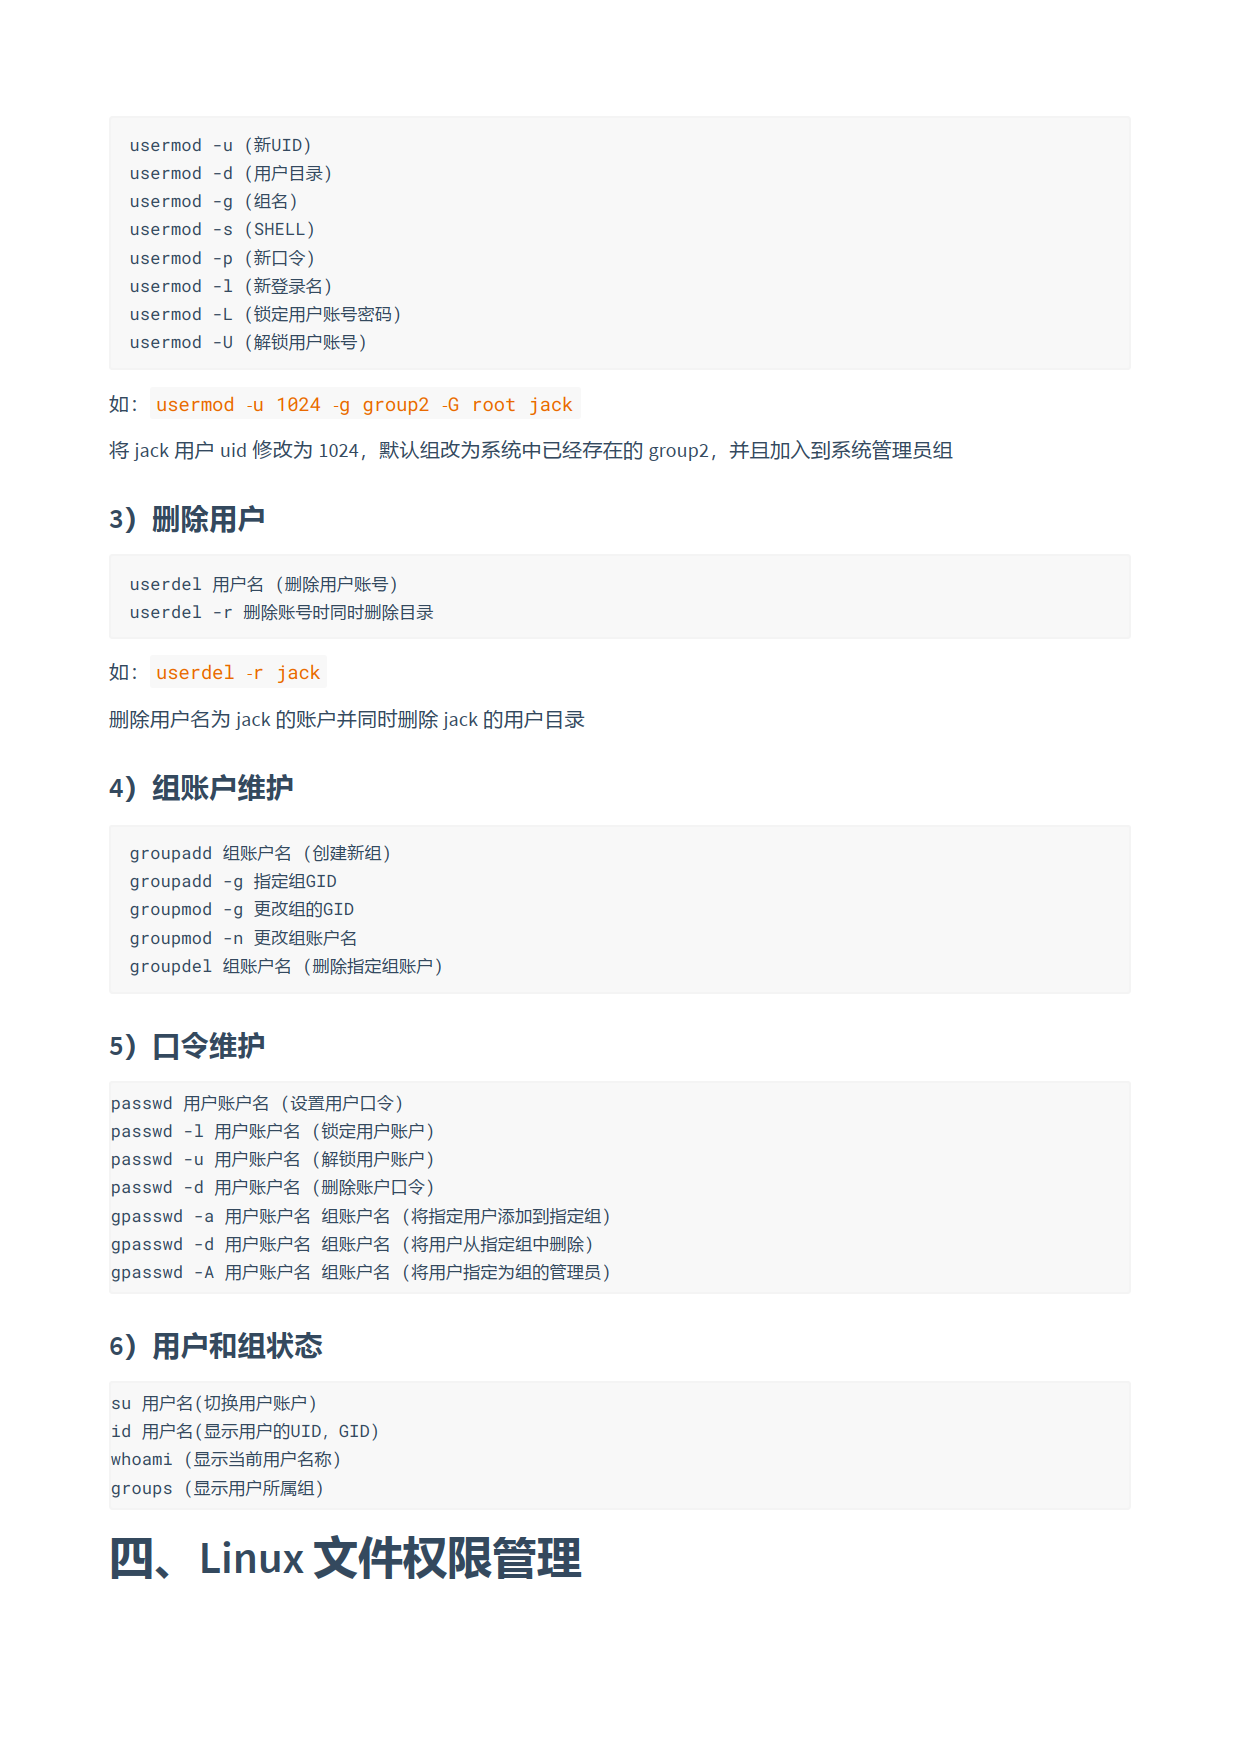 usermod -u (新UID)
usermod -d (用户目录)
usermod -g (组名)
usermod -s (SHELL)
usermod -p (新口令)
usermod -l (新登录名)
usermod -L (锁定用户账号密码)
usermod -U (解锁用户账号)
如：usermod -u 1024 -g group2 -G root jack
将 jack 用户 uid 修改为 1024，默认组改为系统中已经存在的 group2，并且加入到系统管理员组
3）删除用户
userdel 用户名 (删除用户账号)
userdel -r 删除账号时同时删除目录
如：userdel -r jack
删除用户名为 jack 的账户并同时删除 jack 的用户目录
4）组账户维护
groupadd 组账户名 (创建新组)
groupadd -g 指定组GID
groupmod -g 更改组的GID
groupmod -n 更改组账户名
groupdel 组账户名 (删除指定组账户)
5）口令维护
passwd 用户账户名 (设置用户口令)
passwd -l 用户账户名 (锁定用户账户)
passwd -u 用户账户名 (解锁用户账户)
passwd -d 用户账户名 (删除账户口令)
gpasswd -a 用户账户名 组账户名 (将指定用户添加到指定组)
gpasswd -d 用户账户名 组账户名 (将用户从指定组中删除)
gpasswd -A 用户账户名 组账户名 (将用户指定为组的管理员)
6）用户和组状态
su 用户名(切换用户账户)
id 用户名(显示用户的UID，GID)
whoami (显示当前用户名称)
groups (显示用户所属组)
四、Linux 文件权限管理